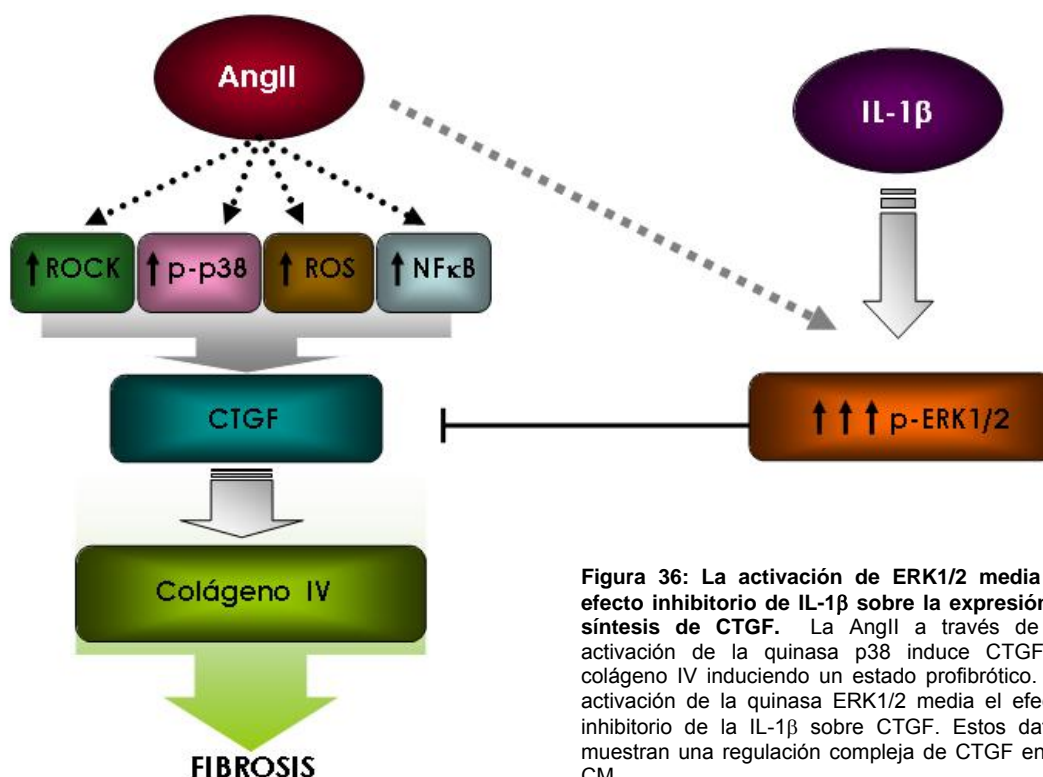 AngII
IL-1β
↑ROCK
↑p-p38
↑ROS
↑NFκB
CTGF
↑↑↑p-ERK1/2
Colágeno IV
FIBROSIS
Figura 36: La activación de ERK1/2 media
efecto inhibitorio de IL-1β sobre la expresión
síntesis de CTGF. La AngII a través de
activación de la quinasa p38 induce CTGF
colágeno IV induciendo un estado profibrótico.
activación de la quinasa ERK1/2 media el efec
inhibitorio de la IL-1β sobre CTGF. Estos dat
muestran una regulación compleja de CTGF en
CM